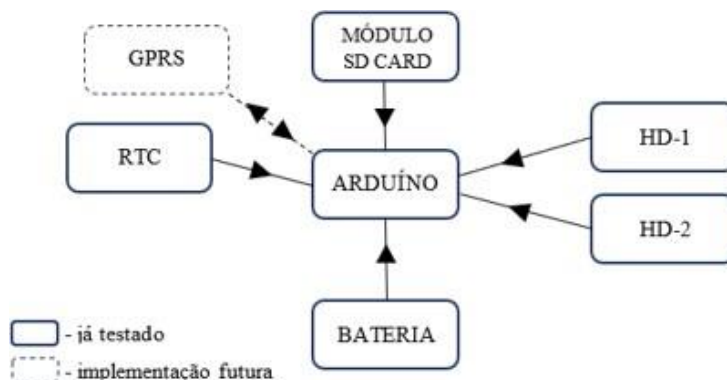 GPRS
MÓDULO
SD CARD
RTC
ARDUÍNO
HD-1
HD-2
BATERIA
- já testado
- implementação futura